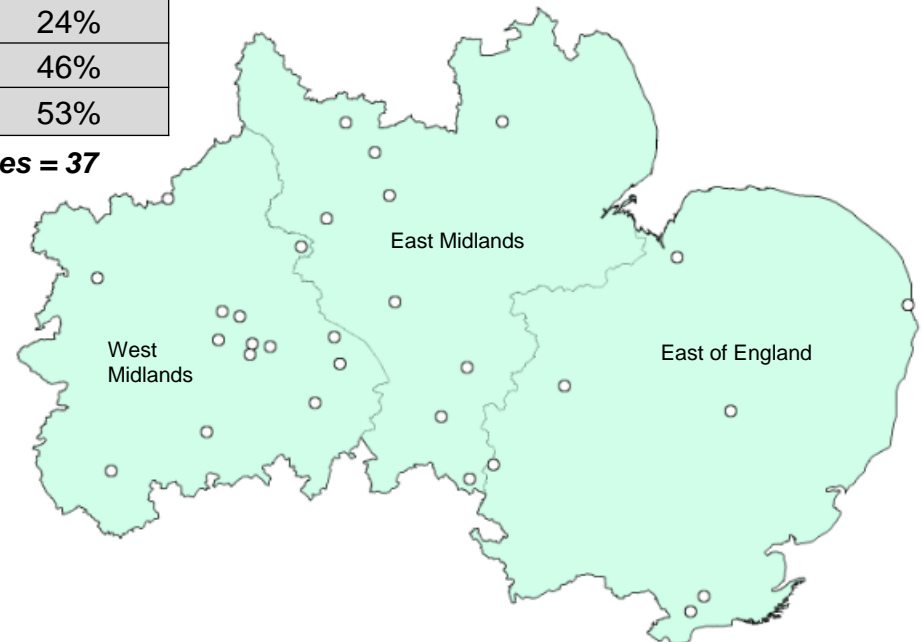 24%
46%
53%
es = 37
East Midlands
West
Midlands
East of England